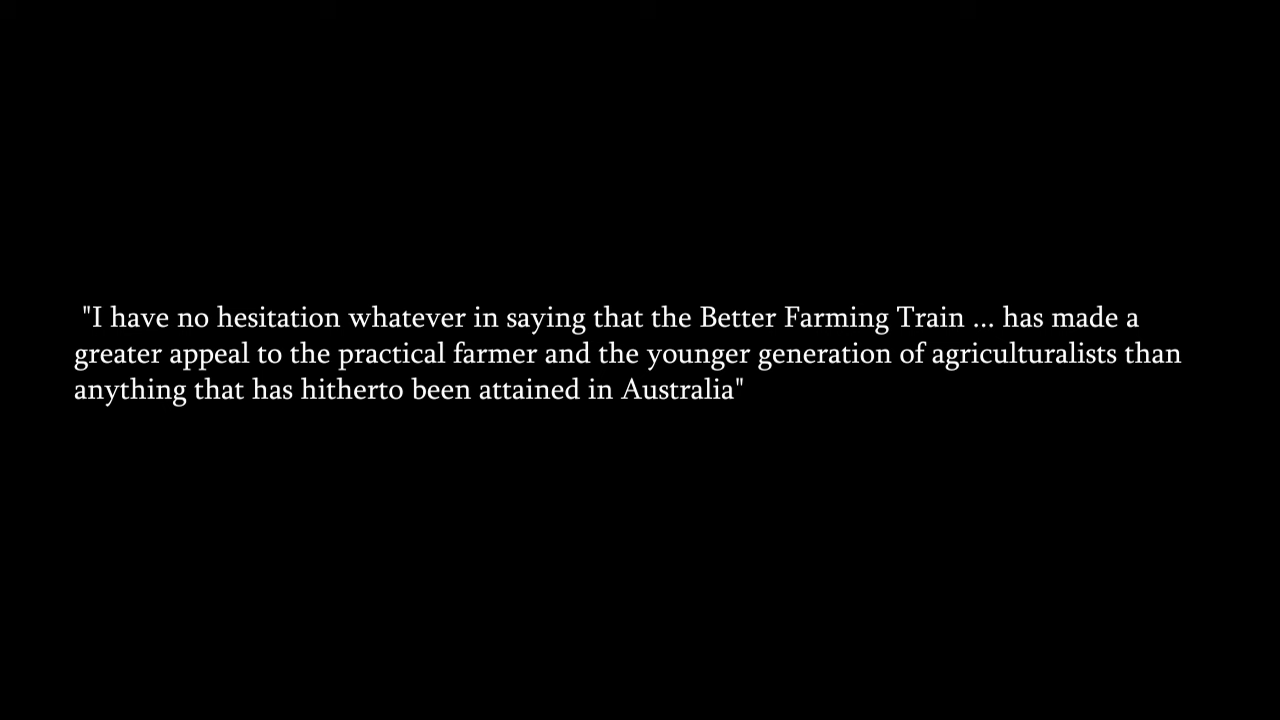 "I have no hesitation whatever in saying that the Better Farming Train ... has made a
greater appeal to the practical farmer and the younger generation of agriculturalists than
anything that has hitherto been attained in Australia"